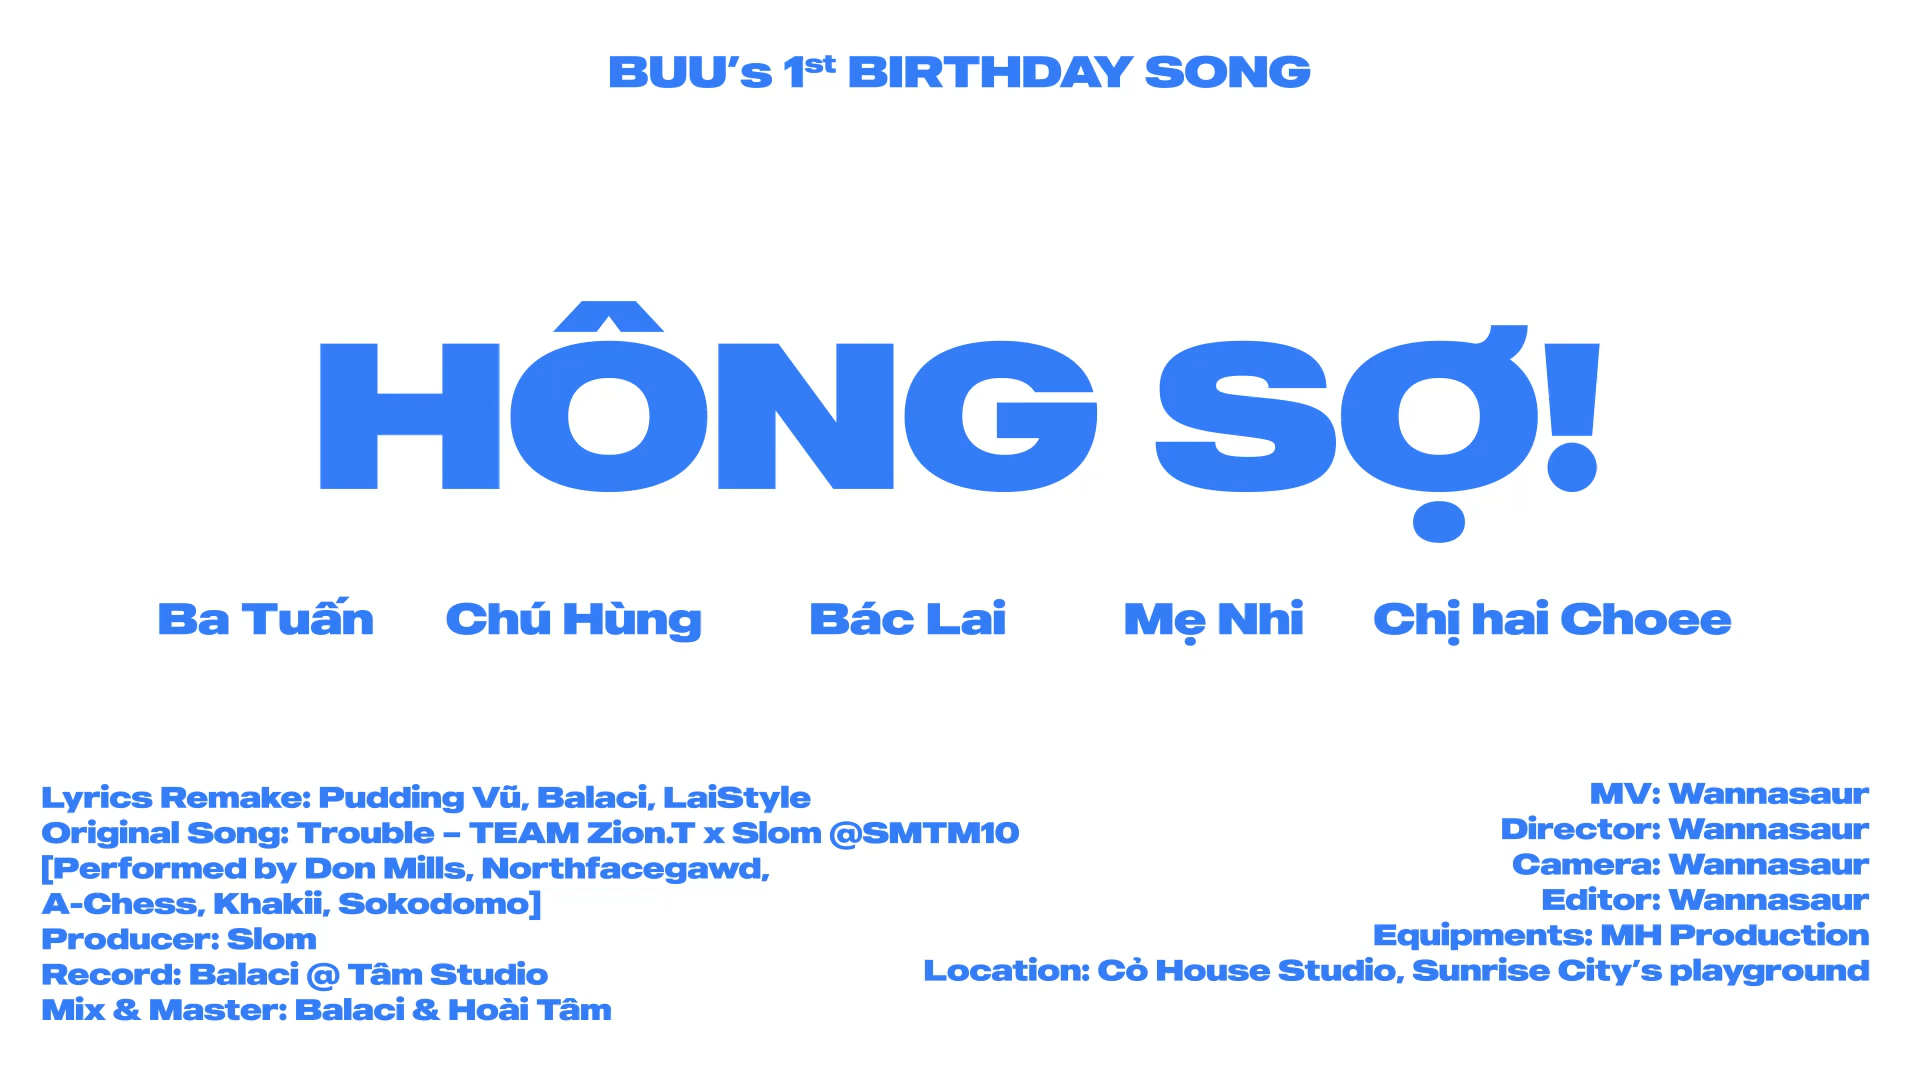 BUU’s 1st BIRTHDAY SONG
HÔNG SỢ!
Ba Tuấn Chú Hùng Bác Lai Mẹ Nhi Chị hai Choee
Lyrics Remake: Pudding Vũ, Balaci, LaiStyle
Original Song: Trouble – TEAM Zion.T x Slom @SMTM10
[Performed by Don Mills, Northfacegawd,
A-Chess, Khakii, Sokodomo]
Producer: Slom
Record: Balaci @ Tâm Studio
Mix & Master: Balaci & Hoài Tâm
MV: Wannasaur
Director: Wannasaur
Camera: Wannasaur
Editor: Wannasaur
Equipments: MH Production
Location: Cỏ House Studio, Sunrise City’s playground